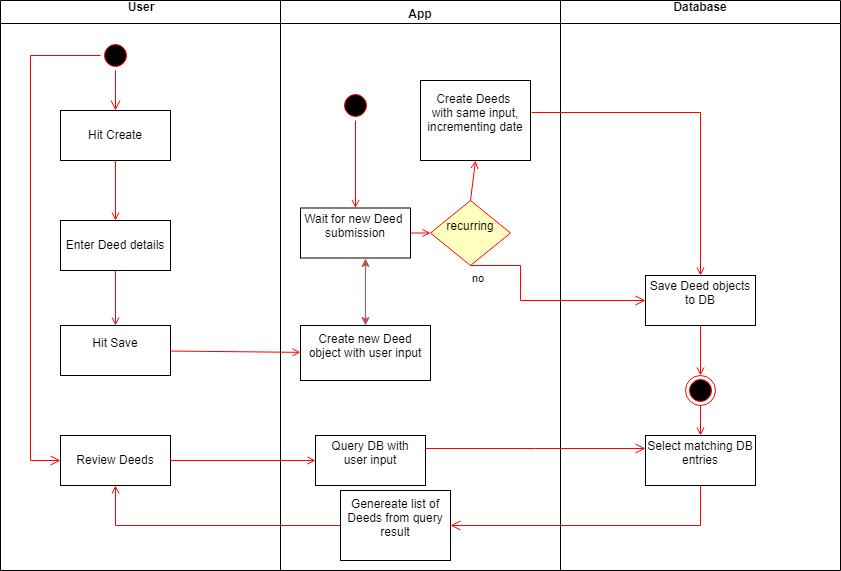 User
App
Database
Hit Create
Enter Deed details
Hit Save
Review Deeds
Create Deeds
with same input,
incrementing date
Wait for new Deed
submission
recurring
no
Create new Deed
object with user input
Query DB with
user input
Genereate list of
Deeds from query
result
Save Deed objects
to DB
Select matching DB
entries